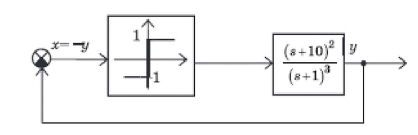 x=-y
1
1
(s+10)²
(s+1)³
y